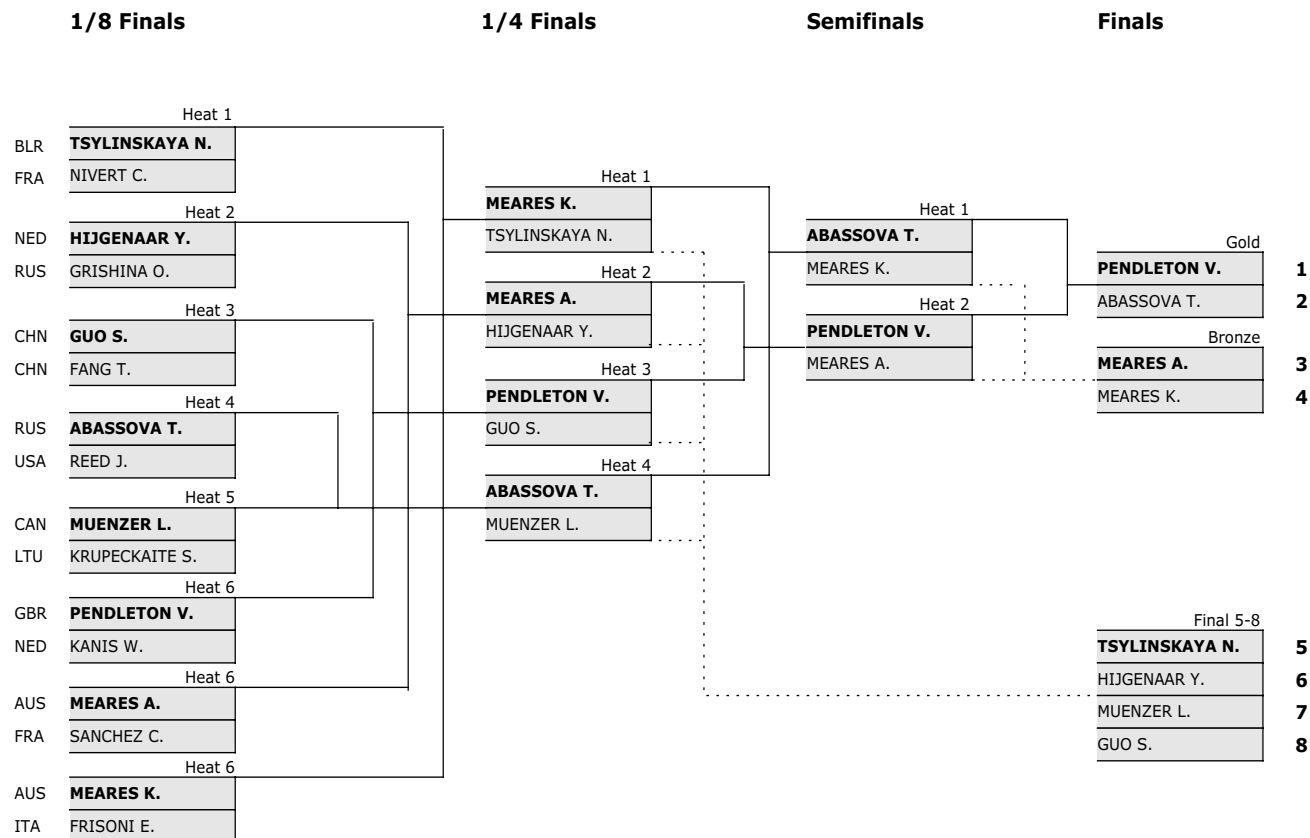 1/8 Finals
1/4 Finals
Semifinals
Finals
Heat 1
BLR TSYLINSKAYA N.
FRA NIVERT C.
Heat 2
NED HIJGENAAR Y.
RUS GRISHINA O.
Heat 3
CHN GUO S.
CHN FANG T.
Heat 4
RUS ABASSOVA T.
USA REED J.
Heat 5
CAN MUENZER L.
LTU KRUPECKAITE S.
Heat 6
GBR PENDLETON V.
NED KANIS W.
Heat 6
AUS MEARES A.
FRA SANCHEZ C.
Heat 6
AUS MEARES K.
ITA FRISONI E.
Heat 1
MEARES K.
TSYLINSKAYA N.
Heat 2
MEARES A.
HIJGENAAR Y.
Heat 3
PENDLETON V.
GUO S.
Heat 4
ABASSOVA T.
MUENZER L.
Heat 1
ABASSOVA T.
MEARES K.
Heat 2
PENDLETON V.
MEARES A.
Gold
PENDLETON V. 1
ABASSOVA T. 2
Bronze
MEARES A. 3
MEARES K. 4
Final 5-8
TSYLINSKAYA N. 5
HIJGENAAR Y. 6
MUENZER L. 7
GUO S. 8